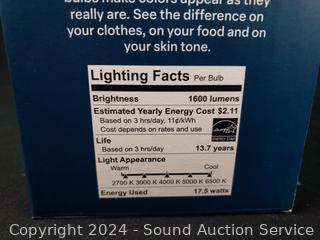 bulbs make colors appear as they
really are. See the difference on
your clothes, on your food and on
your skin tone.
Lighting Facts Per Bulb
Brightness 1600 lumens
Estimated Yearly Energy Cost $2.11
Based on 3 hrs/day, 11¢/kWh
Cost depends on rates and use
ENERGY STAR
Life
Based on 3 hrs/day 13.7 years
Light Appearance
Warm Cool
2700 K 3000 K 4000 K 5000 K 6500 K
Energy Used 17.5 watts
Copyright 2024 - Sound Auction Service